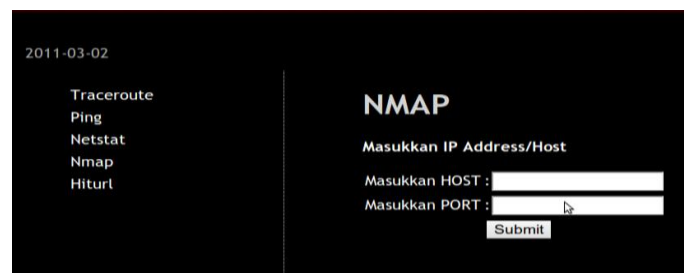 2011-03-02
Traceroute
Ping
Netstat
Nmap
Hiturl
NMAP
Masukkan IP Address/Host
Masukkan HOST :
Masukkan PORT :
Submit